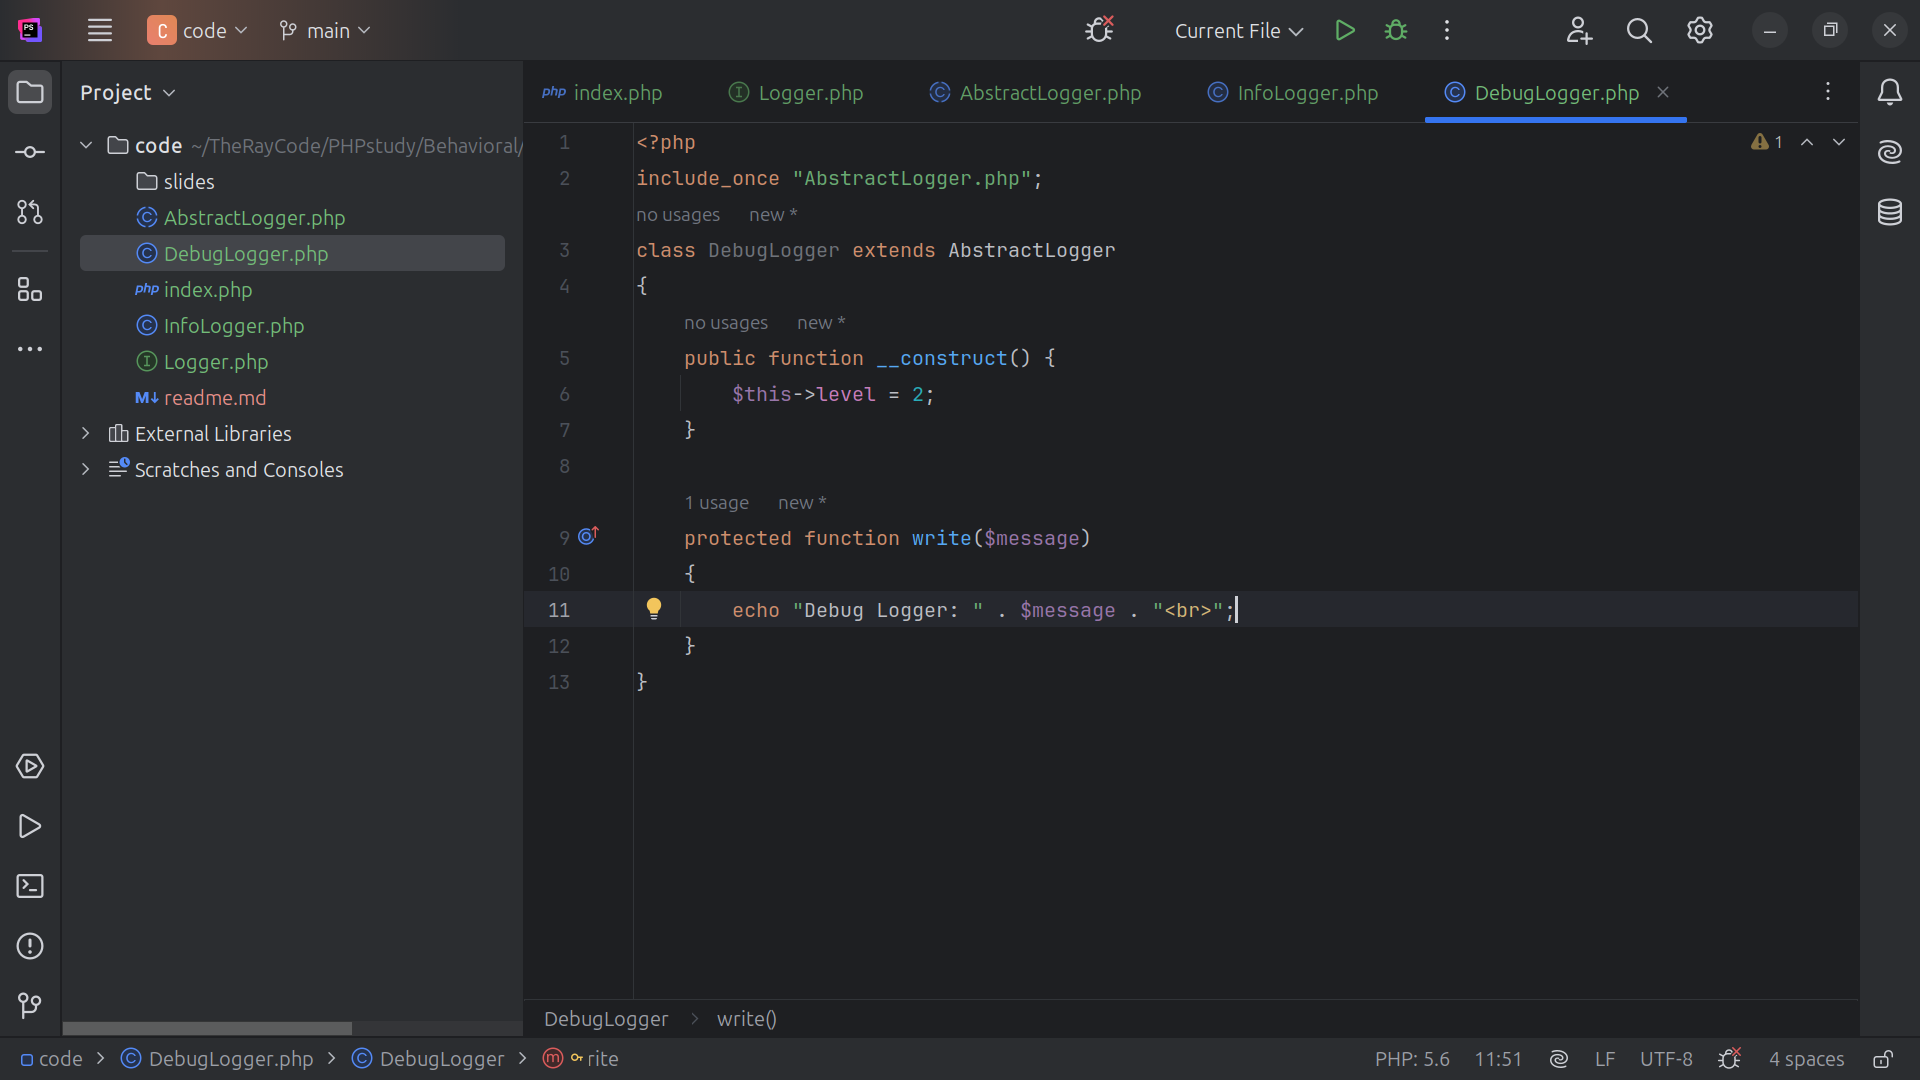 PS
C code main Current File
Project
index.php Logger.php AbstractLogger.php InfoLogger.php DebugLogger.php
code ~/TheRayCode/PHPstudy/Behavioral/
slides
C AbstractLogger.php
C DebugLogger.php
php index.php
C InfoLogger.php
I Logger.php
M↓ readme.md
External Libraries
Scratches and Consoles
1 <?php
1
2 include_once "AbstractLogger.php";
no usages new *
3 class DebugLogger extends AbstractLogger
4 {
no usages new *
5 public function __construct() {
6 $this->level = 2;
7 }
8
1 usage new *
9 protected function write($message)
10 {
11 echo "Debug Logger: " . $message . "<br>";
12 }
13 }
DebugLogger > write()
code > C DebugLogger.php > C DebugLogger > m rite
PHP: 5.6 11:51 LF UTF-8 4 spaces